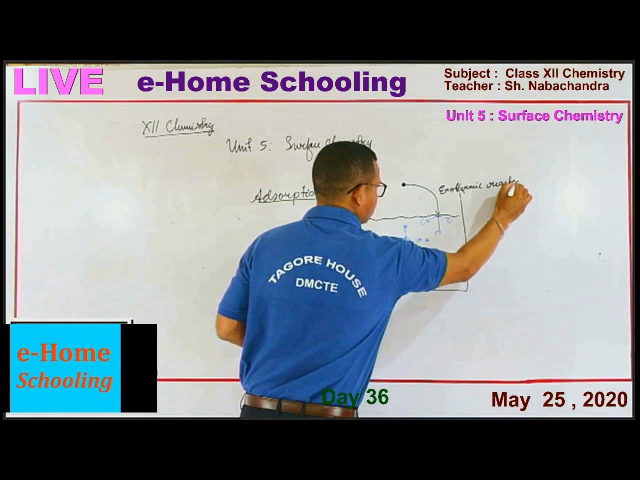 LIVE
e-Home Schooling
Subject : Class XII Chemistry
Teacher : Sh. Nabachandra
Unit 5 : Surface Chemistry
XII Chemistry
Unit 5: Surface Chemistry
Adsorption
Exothermic
TAGORE HOUSE
DMCTE
e-Home
Schooling
Day 36
May 25 , 2020